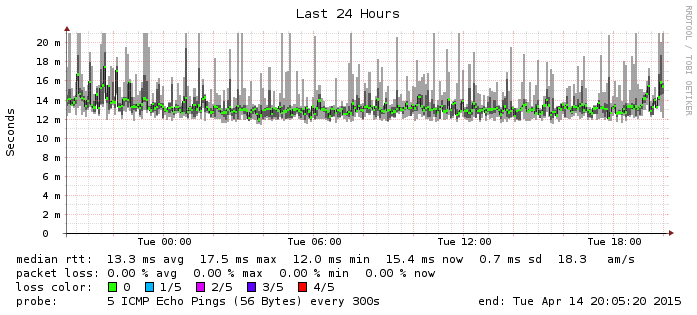 Last 24 Hours
RRDTOOL / TOBI OETIKER
Seconds
20 m
18 m
16 m
14 m
12 m
10 m
8 m
6 m
4 m
2 m
0
Tue 00:00 Tue 06:00 Tue 12:00 Tue 18:00
median rtt: 13.3 ms avg 17.5 ms max 12.0 ms min 15.4 ms now 0.7 ms sd 18.3 am/s
packet loss: 0.00 % avg 0.00 % max 0.00 % min 0.00 % now
loss color: 0 1/5 2/5 3/5 4/5
probe: 5 ICMP Echo Pings (56 Bytes) every 300s end: Tue Apr 14 20:05:20 2015